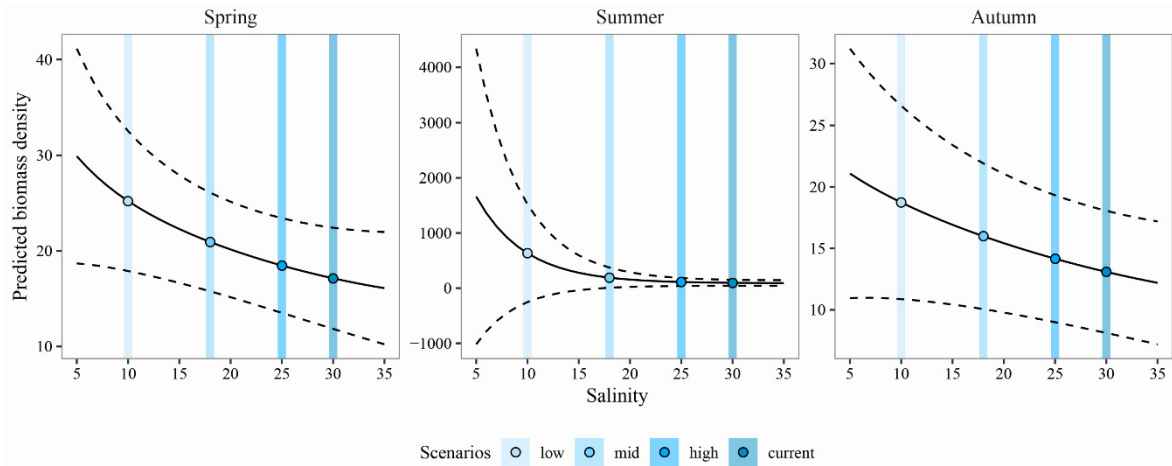 Spring
Summer
Autumn
Predicted biomass density
40
30
20
10
5 10 15 20 25 30 35
4000
3000
2000
1000
0
−1000
5 10 15 20 25 30 35
30
25
20
15
10
5 10 15 20 25 30 35
Salinity
Scenarios low mid high current